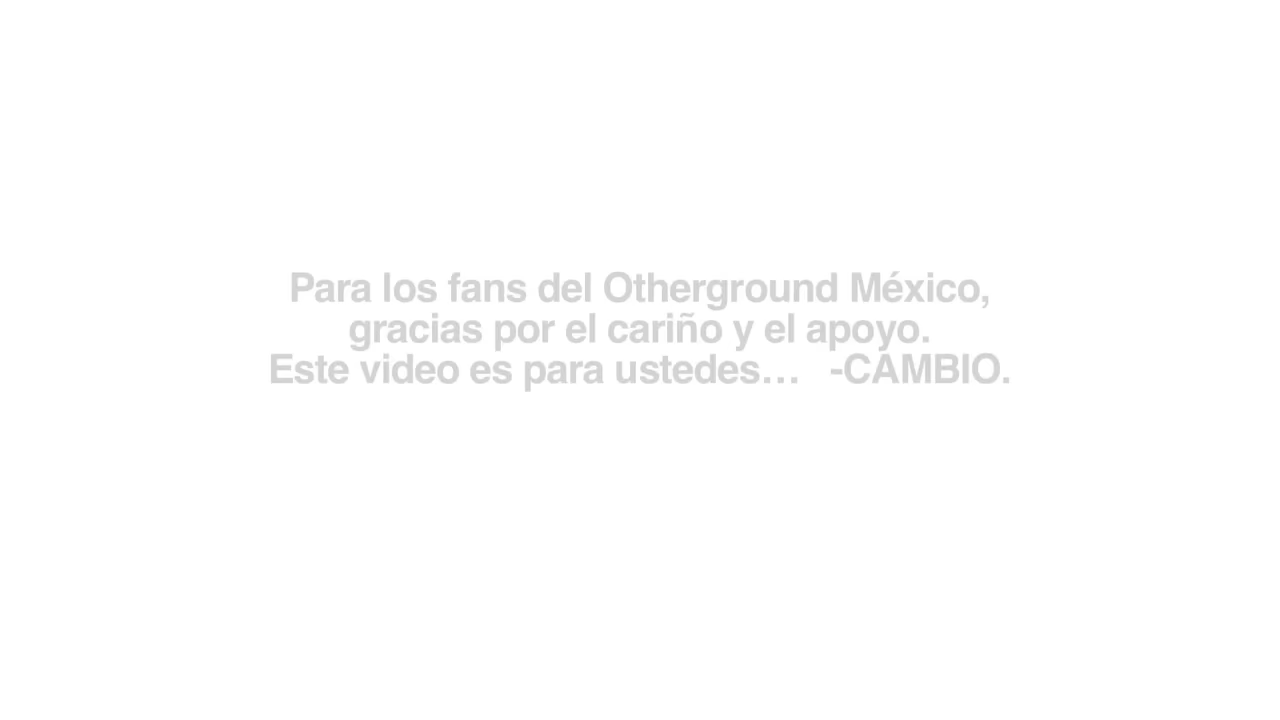 Para los fans del Otherground México,
gracias por el cariño y el apoyo.
Este video es para ustedes… -CAMBIO.